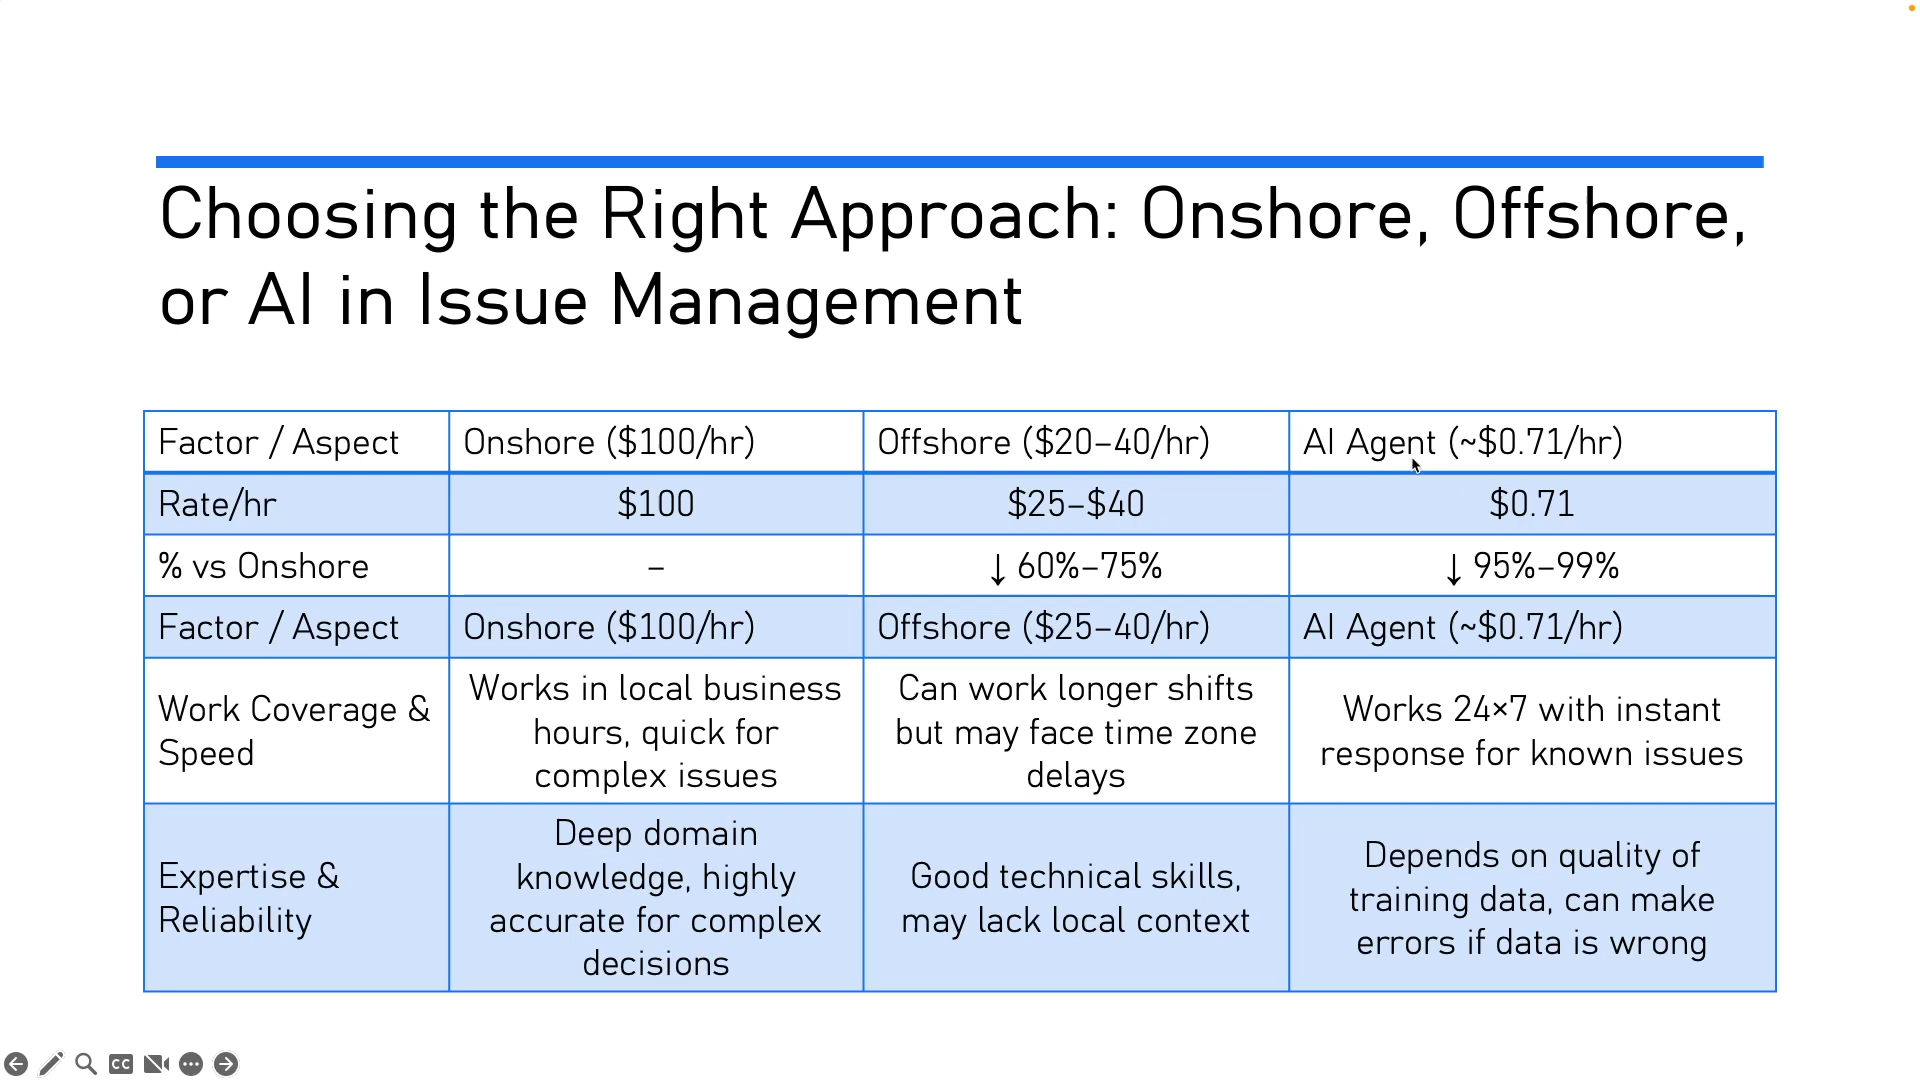 Choosing the Right Approach: Onshore, Offshore,
or AI in Issue Management
Factor / Aspect
Onshore ($100/hr)
Offshore ($20–40/hr)
AI Agent (~$0.71/hr)
Rate/hr
$100
$25–$40
$0.71
% vs Onshore
–
↓ 60%–75%
↓ 95%–99%
Factor / Aspect
Onshore ($100/hr)
Offshore ($25–40/hr)
AI Agent (~$0.71/hr)
Work Coverage &
Speed
Works in local business
hours, quick for
complex issues
Can work longer shifts
but may face time zone
delays
Works 24×7 with instant
response for known issues
Expertise &
Reliability
Deep domain
knowledge, highly
accurate for complex
decisions
Good technical skills,
may lack local context
Depends on quality of
training data, can make
errors if data is wrong
CC